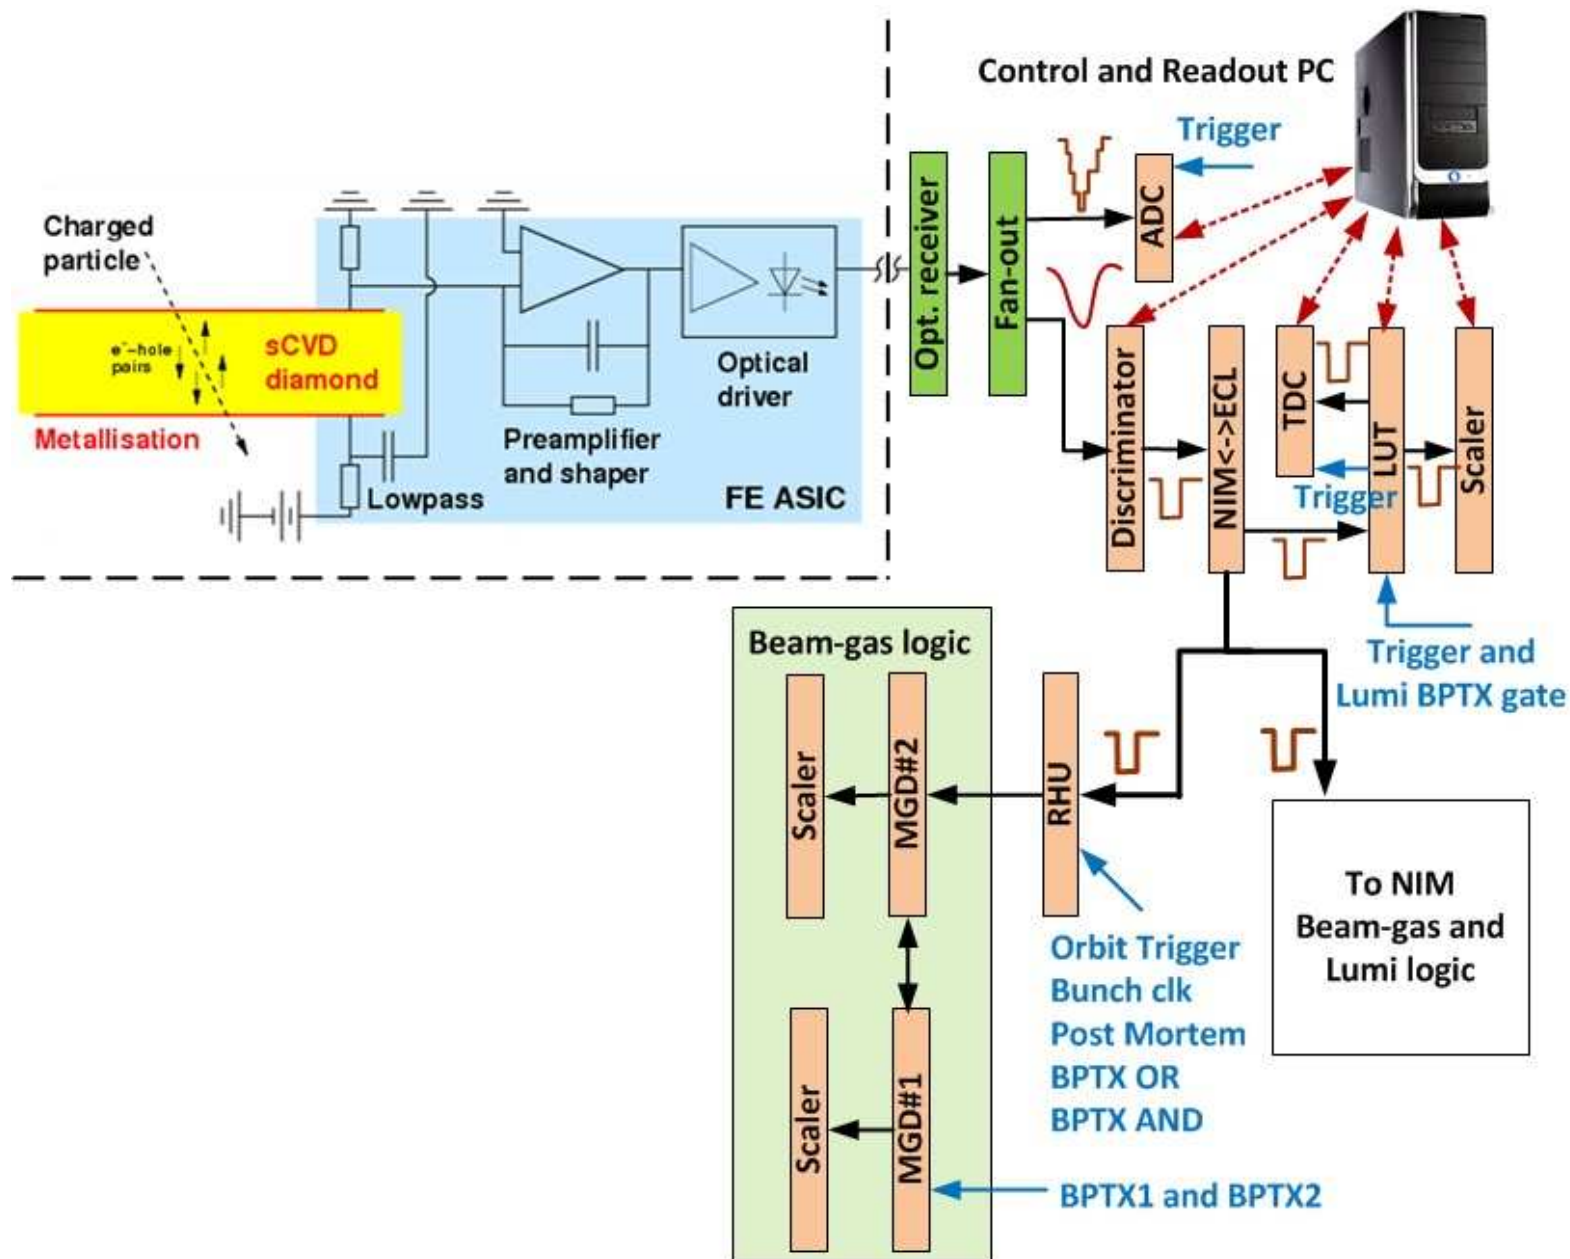 Control and Readout PC
Trigger
Charged
particle
e⁻-hole
pairs
sCVD
diamond
Metallisation
Lowpass
Preamplifier
and shaper
Optical
driver
FE ASIC
Opt. receiver
Fan-out
ADC
Discriminator
NIM<->ECL
TDC
Trigger
LUT
Scaler
Trigger and
Lumi BPTX gate
Beam-gas logic
Scaler
MGD#2
RHU
Scaler
MGD#1
Orbit Trigger
Bunch clk
Post Mortem
BPTX OR
BPTX AND
BPTX1 and BPTX2
To NIM
Beam-gas and
Lumi logic